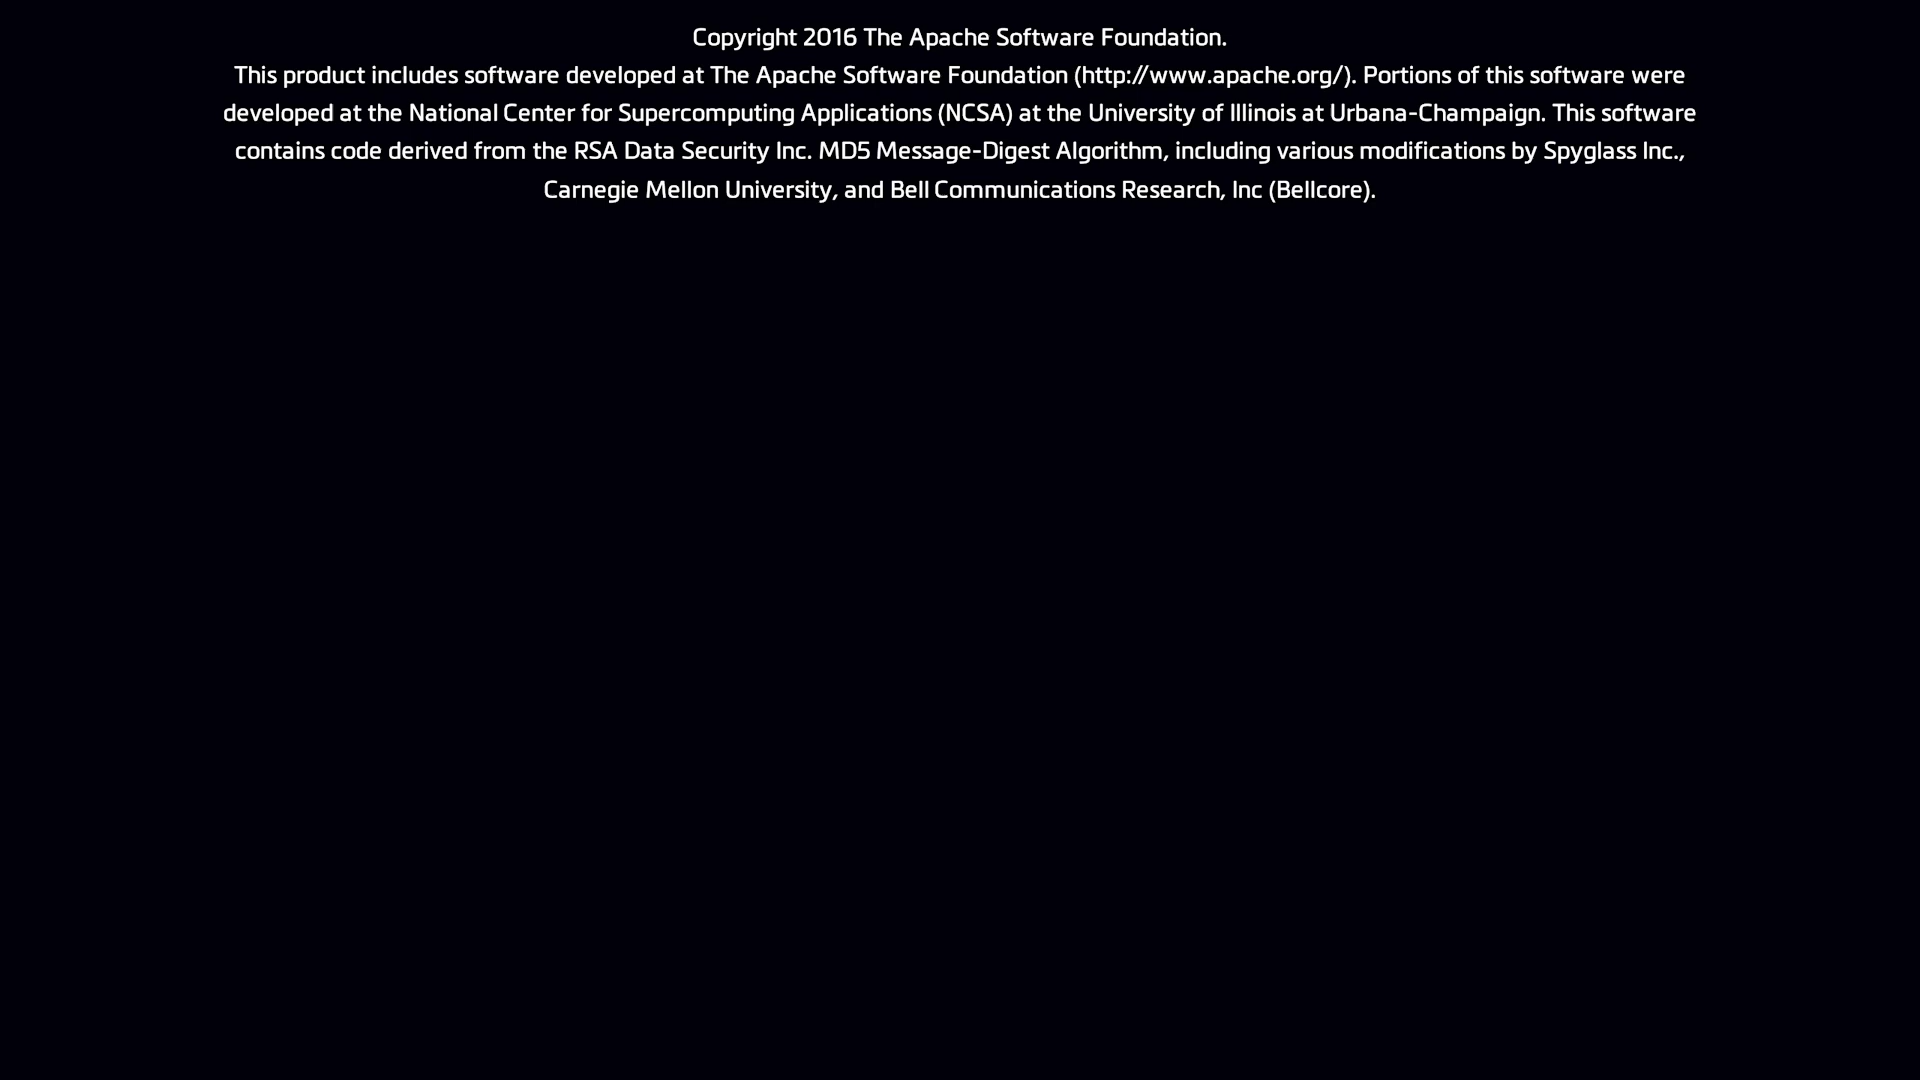 Copyright 2016 The Apache Software Foundation.
This product includes software developed at The Apache Software Foundation (http://www.apache.org/). Portions of this software were
developed at the National Center for Supercomputing Applications (NCSA) at the University of Illinois at Urbana-Champaign. This software
contains code derived from the RSA Data Security Inc. MD5 Message-Digest Algorithm, including various modifications by Spyglass Inc.,
Carnegie Mellon University, and Bell Communications Research, Inc (Bellcore).